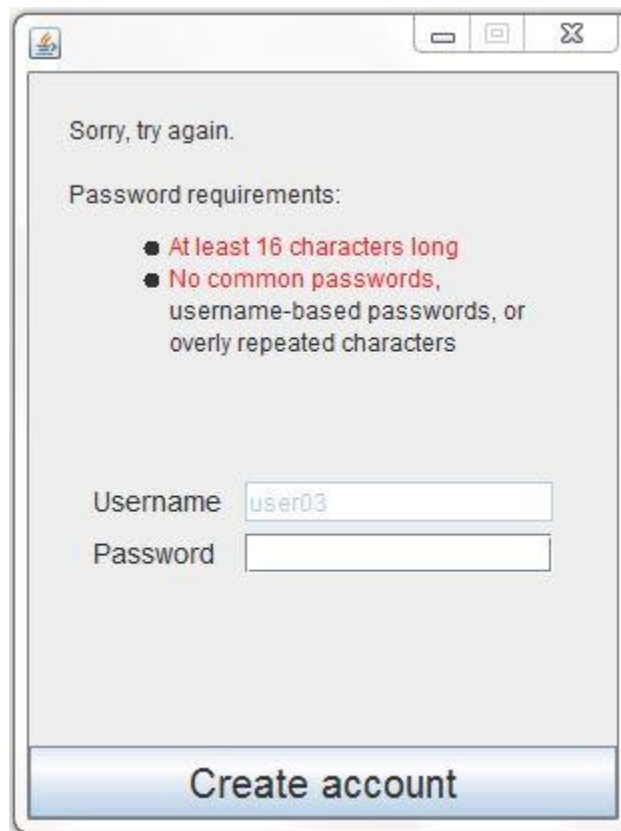 Sorry, try again.
Password requirements:
At least 16 characters long
No common passwords,
username-based passwords, or
overly repeated characters
Username user03
Password
Create account